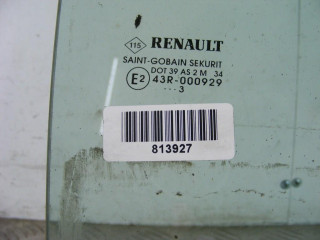 115 RENAULT
SAINT-GOBAIN SEKURIT
DOT 39 AS 2 M 34
E2 43R-000929
--- 3
813927